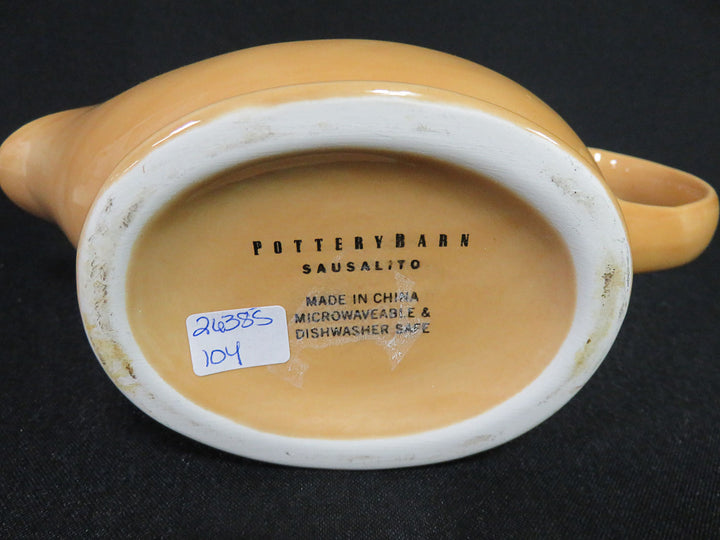 POTTERYBARN
SAUSALITO
MADE IN CHINA
MICROWAVEABLE &
DISHWASHER SAFE
26385
104